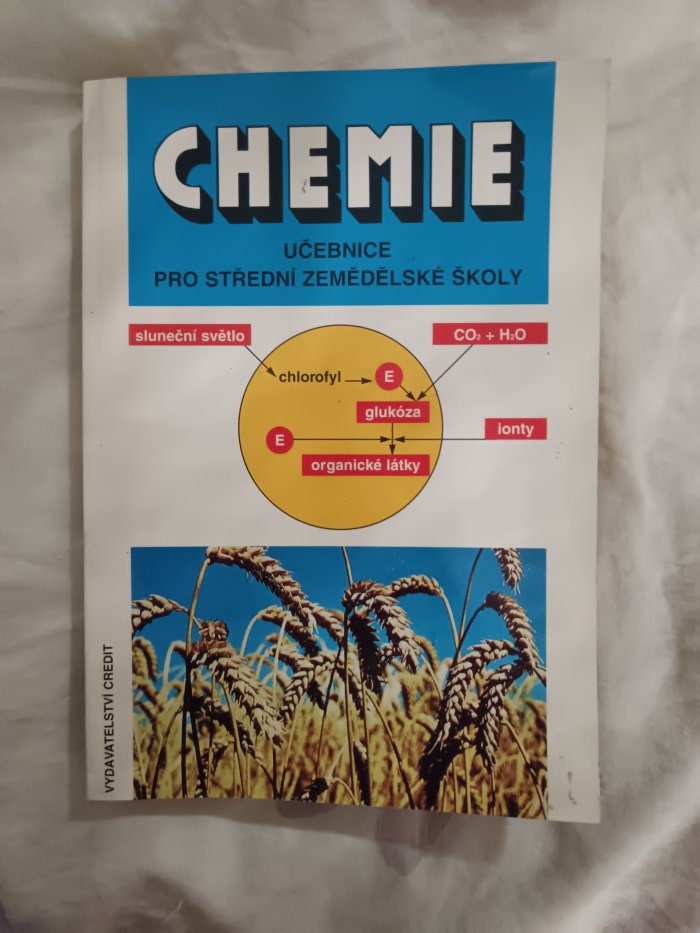 CHEMIE
UČEBNICE
PRO STŘEDNÍ ZEMĚDĚLSKÉ ŠKOLY
sluneční světlo
CO₂ + H₂O
chlorofyl
E
glukóza
ionty
E
organické látky
VYDAVATELSTVÍ CREDIT